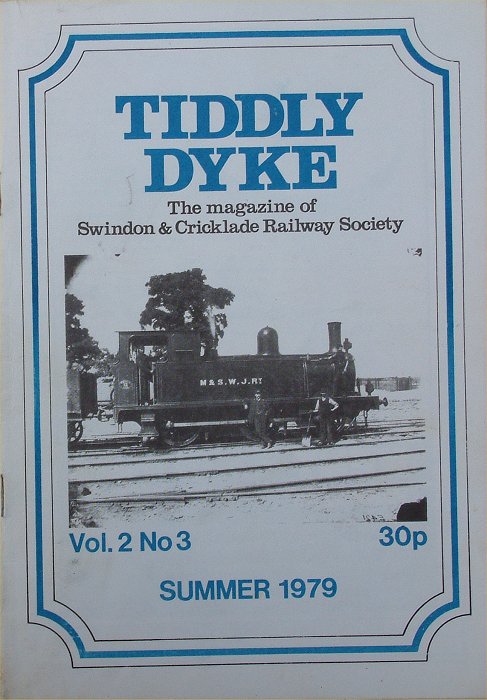 TIDDLY
DYKE
The magazine of
Swindon & Cricklade Railway Society
M & S. W. J. RY
Vol. 2 No 3
30p
SUMMER 1979